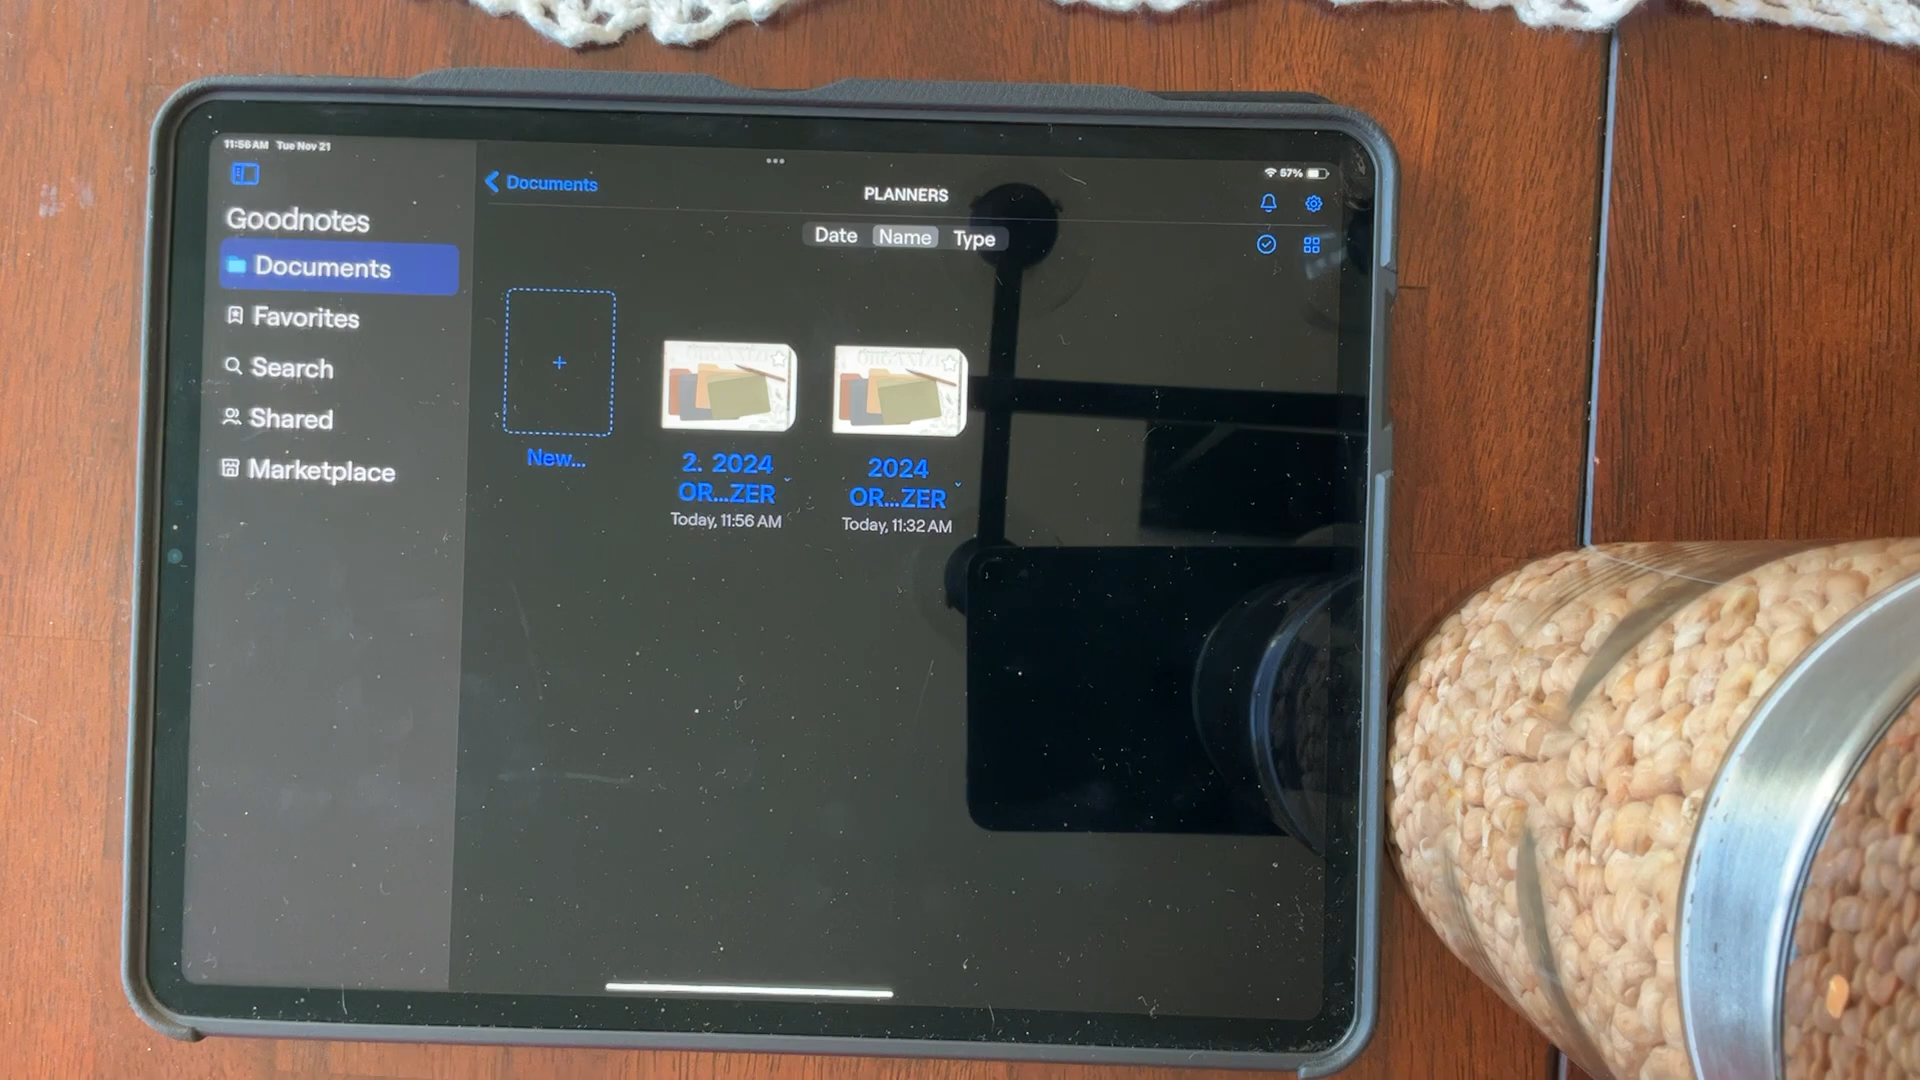 11:56 AM Tue Nov 21
57%
Goodnotes
Documents
Favorites
Search
Shared
Marketplace
Documents
PLANNERS
Date Name Type
New...
2. 2024
OR...ZER
Today, 11:56 AM
2024
OR...ZER
Today, 11:32 AM